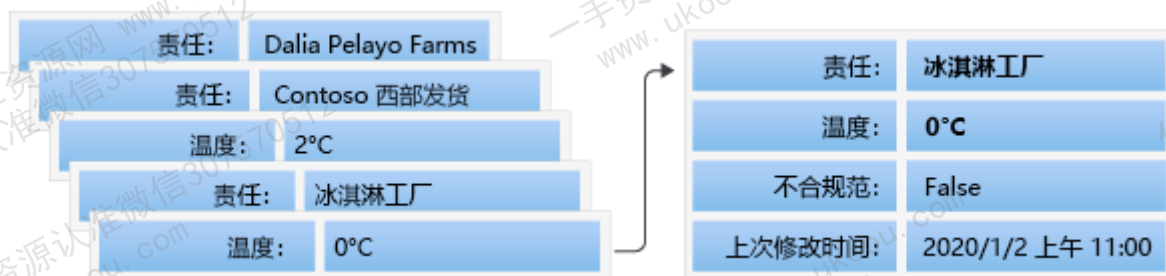 责任: Dalia Pelayo Farms
责任: Contoso 西部发货
温度: 2°C
责任: 冰淇淋工厂
温度: 0°C
责任: 冰淇淋工厂
温度: 0°C
不合规范: False
上次修改时间: 2020/1/2 上午 11:00